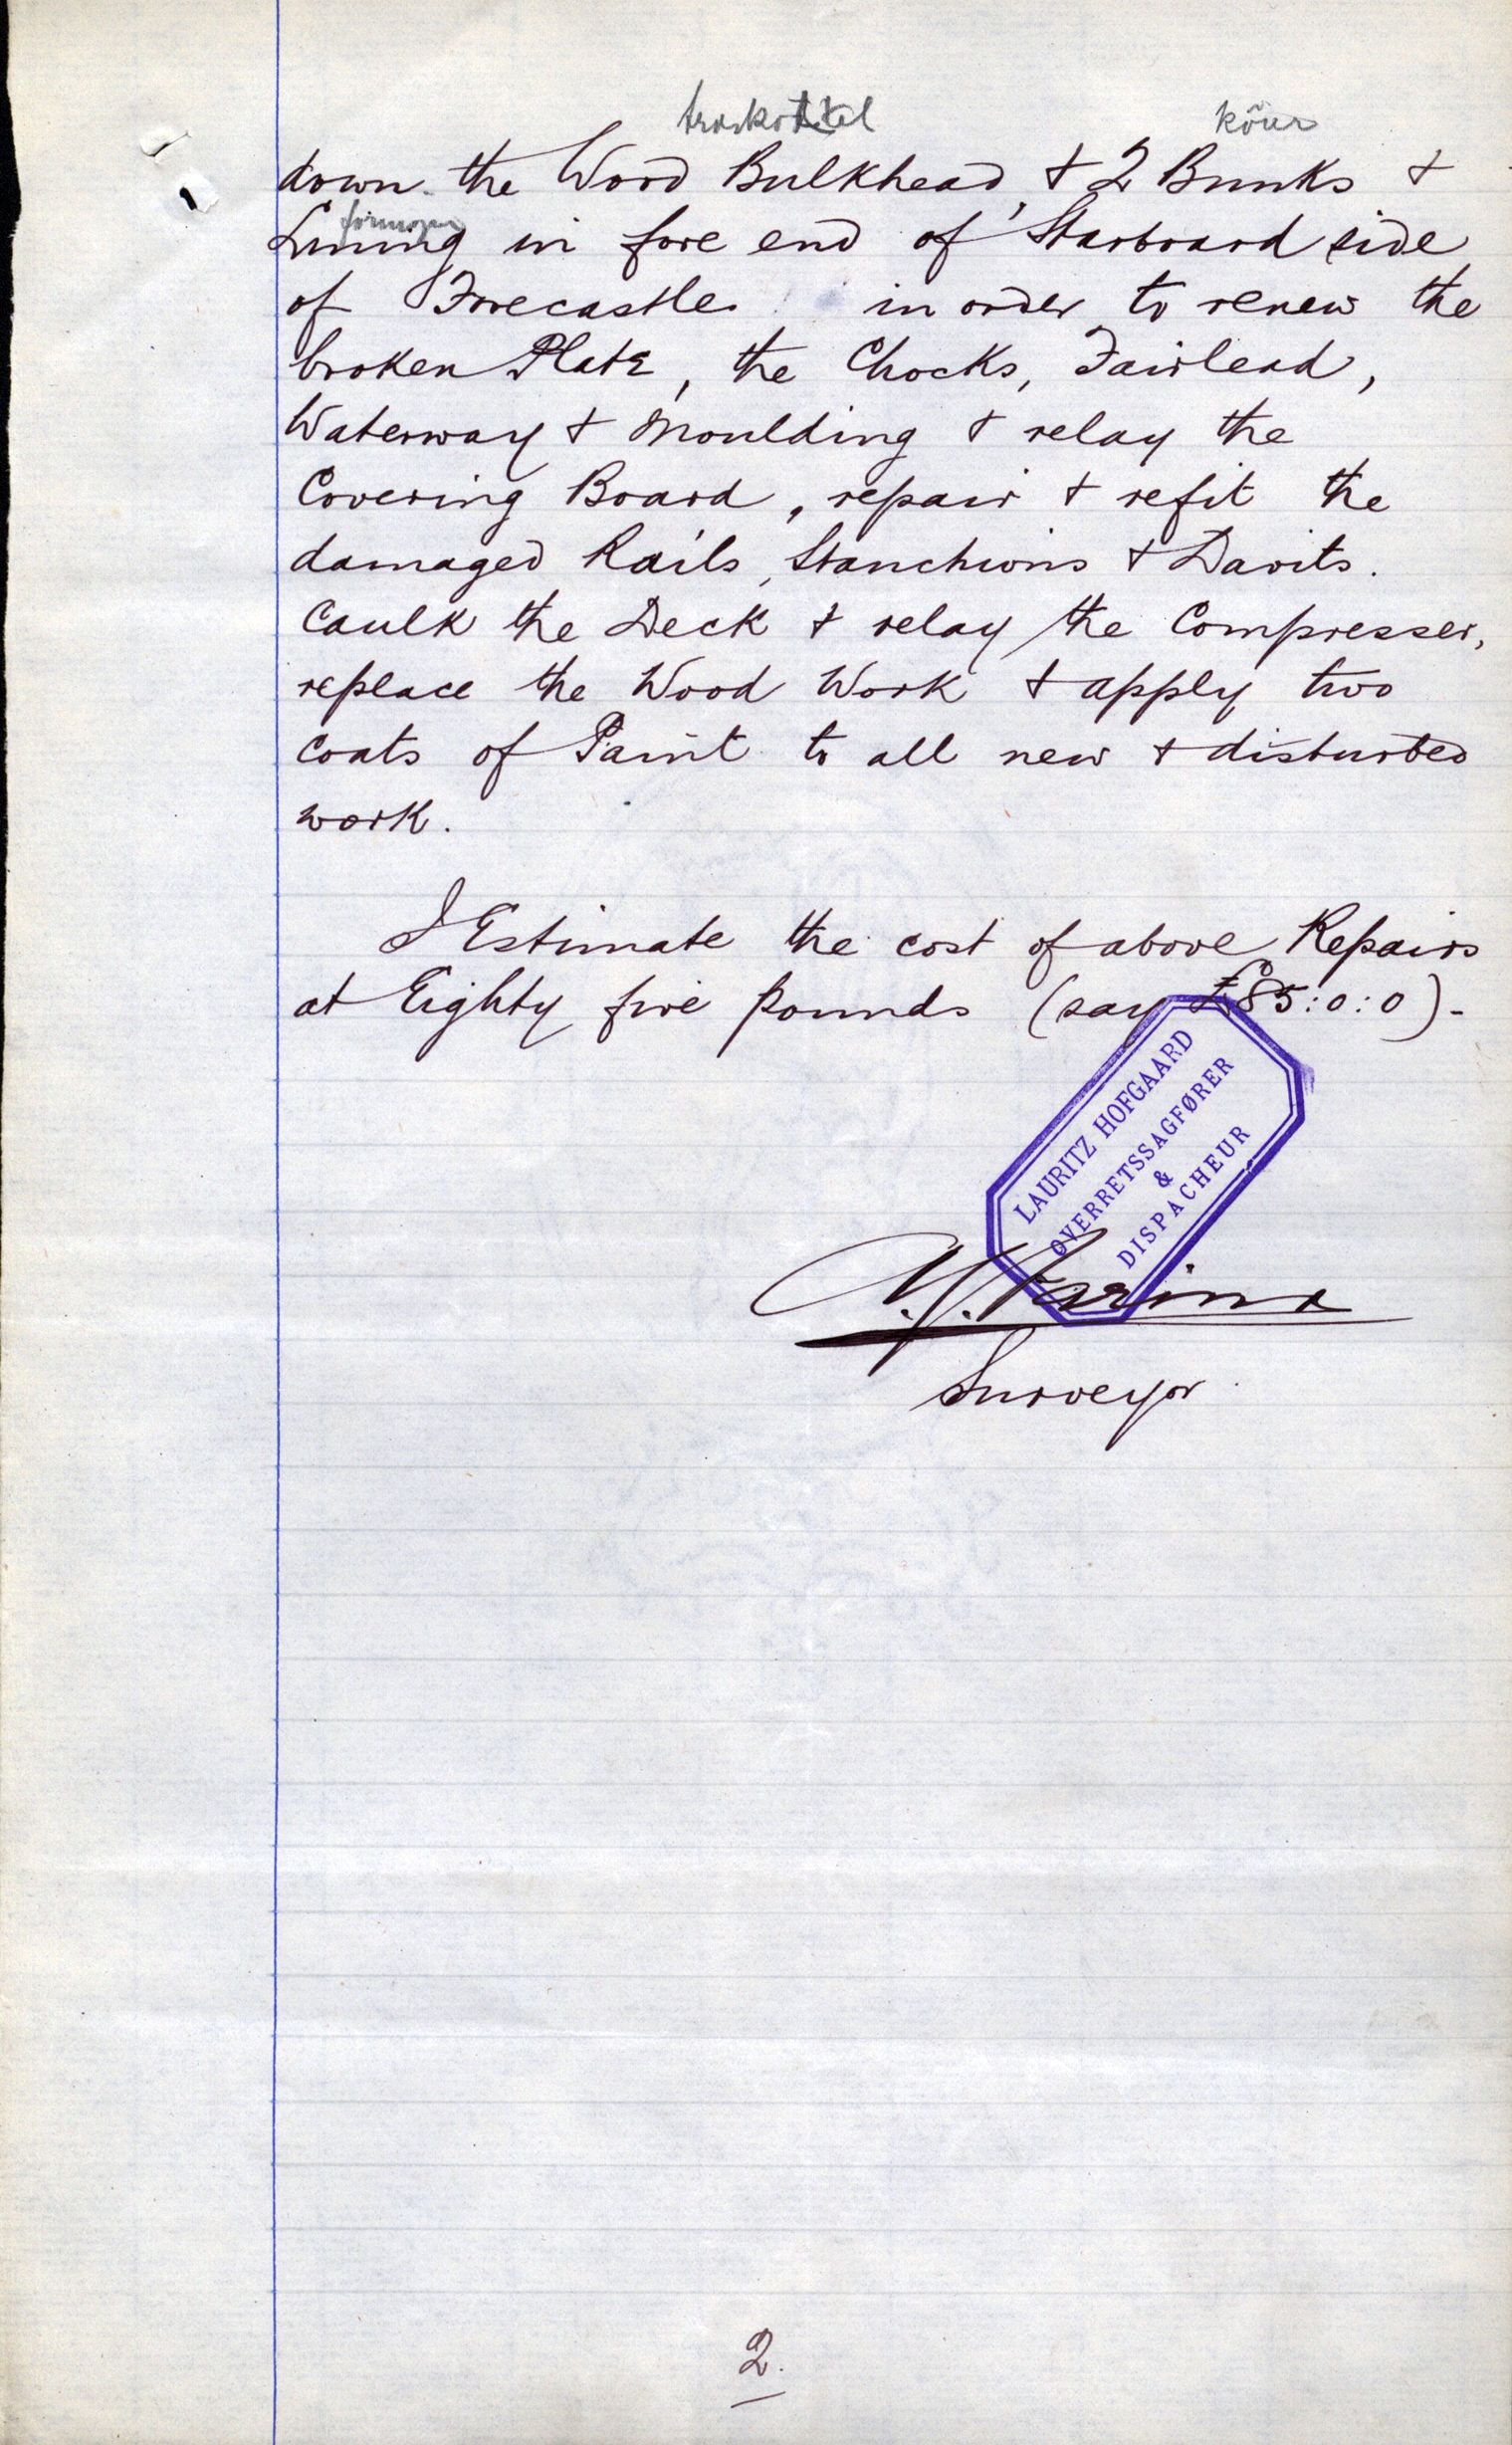 träskottel köier
down the Wood Bulkhead, + 2 Bunks +
Lining in fore end of Starboard side
of Forecastle in order to renew the
broken Plate, the Chocks, Fairlead,
Waterway + Moulding + relay the
Covering Board, repair + refit the
damaged Rails, Stanchions + Davits.
Caulk the Deck + relay the Compresser,
replace the Wood Work + apply two
coats of Paint to all new + disturbed
work.
I Estimate the cost of above Repairs
at Eighty five Pounds (say £85:0:0).-
LAURITZ HOFGAARD
OVERRETSSAGFØRER
&
DISPACHEUR
Surveyor
2.